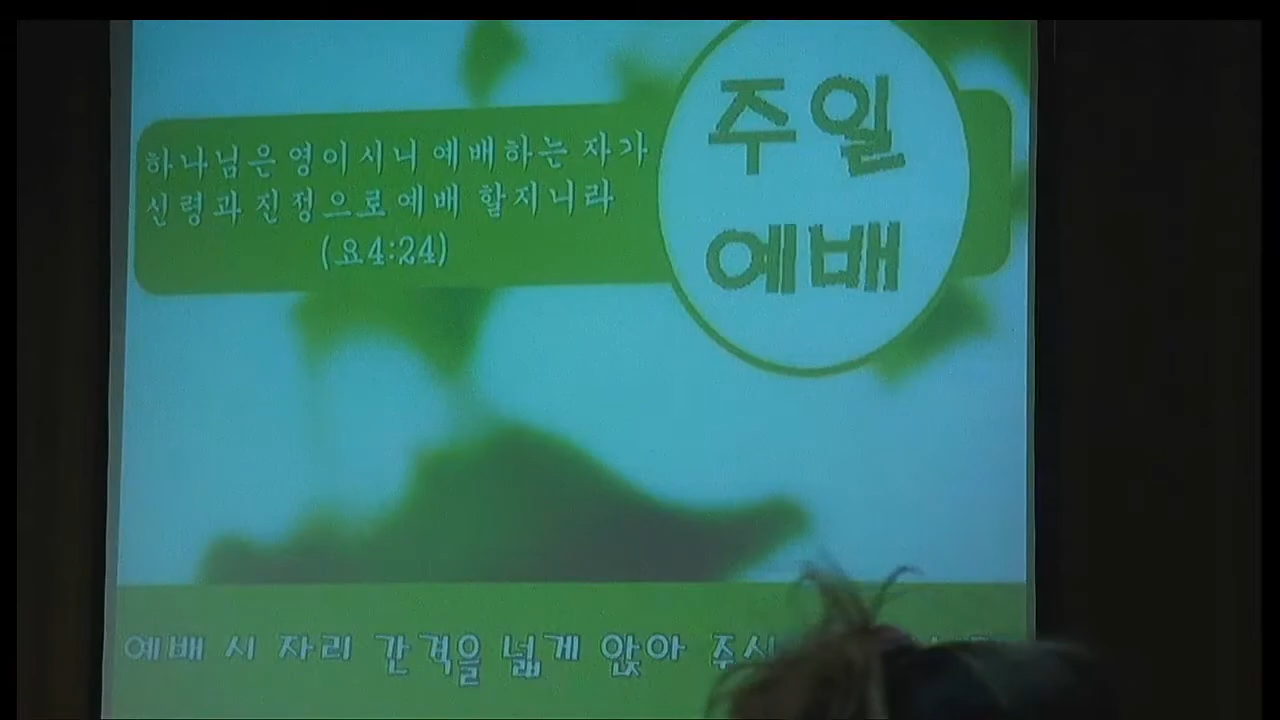 하나님은 영이시니 예배하는 자가
신령과 진정으로예배 할지니라
(요4:24)
주일
예배
예배 시 자리 간격을 넓게 앉아 주시